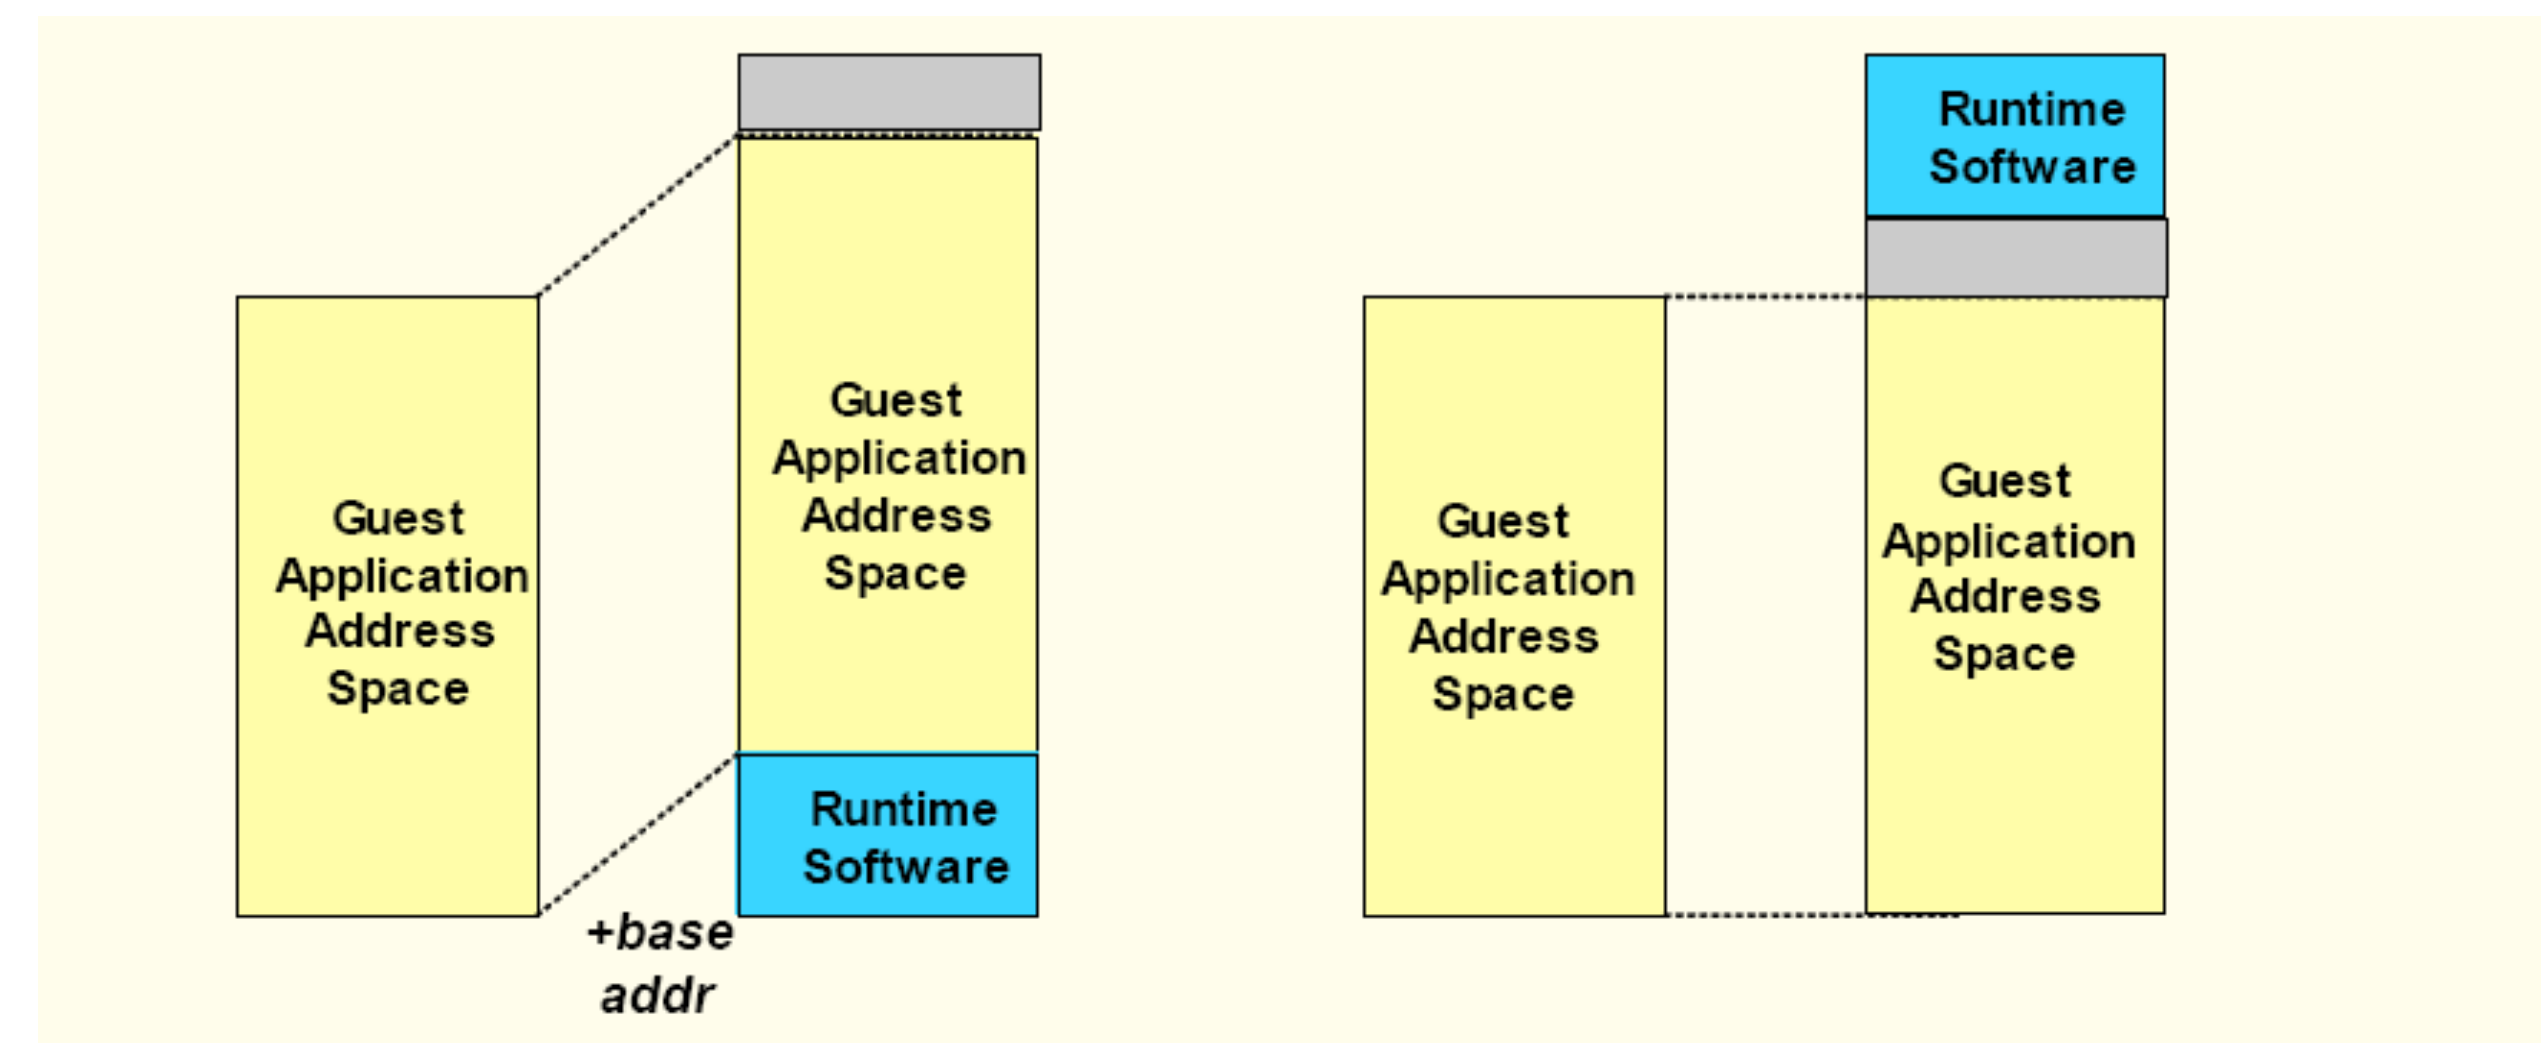 Guest
Application
Address
Space
+base
addr
Guest
Application
Address
Space
Runtime
Software
Guest
Application
Address
Space
Runtime
Software
Guest
Application
Address
Space